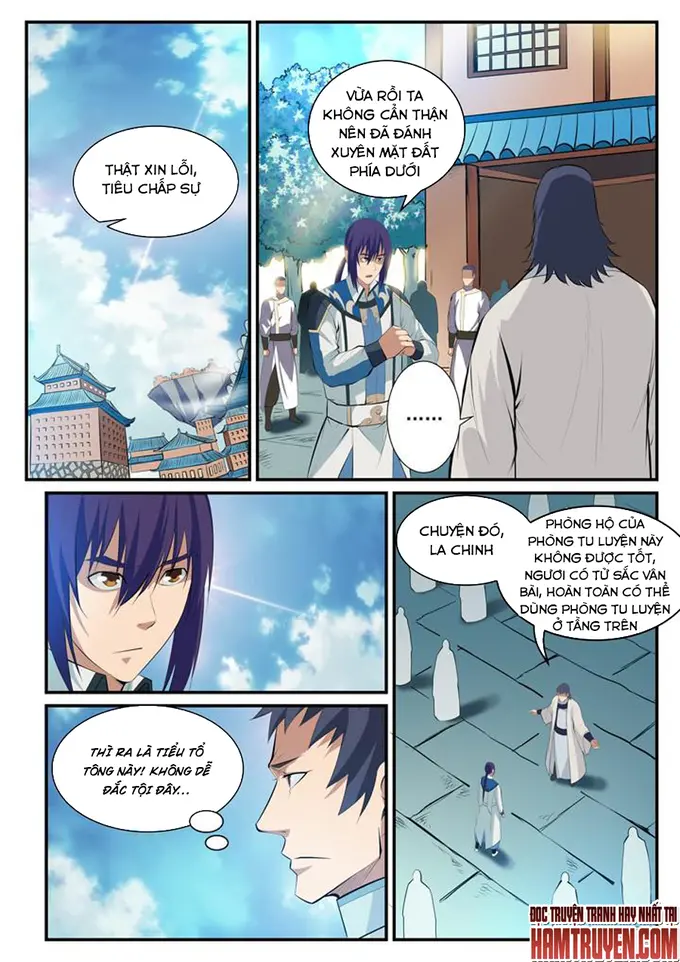 THẬT XIN LỖI,
TIÊU CHẤP SỰ
VỪA RỒI TA
KHÔNG CẨN THẬN
NÊN ĐÃ ĐÁNH
XUYÊN MẶT ĐẤT
PHÍA DƯỚI
......
CHUYỆN ĐÓ,
LA CHINH
PHÒNG HỘ CỦA
PHÒNG TU LUYỆN NÀY
KHÔNG ĐƯỢC TỐT,
NGƯƠI CÓ TỬ SẮC VÂN
BÀI, HOÀN TOÀN CÓ THỂ
DÙNG PHÒNG TU LUYỆN
Ở TẦNG TRÊN
THÌ RA LÀ TIỂU TỔ
TÔNG NÀY! KHÔNG DỄ
ĐẮC TỘI ĐÂY...
ĐỌC TRUYỆN TRANH HAY NHẤT TẠI
HAMTRUYEN.COM